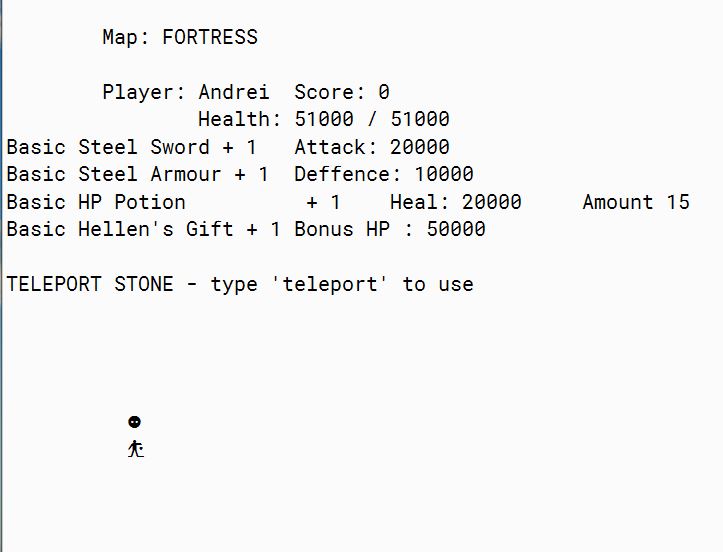 Map: FORTRESS
Player: Andrei Score: 0
Health: 51000 / 51000
Basic Steel Sword + 1 Attack: 20000
Basic Steel Armour + 1 Deffence: 10000
Basic HP Potion + 1 Heal: 20000 Amount 15
Basic Hellen's Gift + 1 Bonus HP : 50000
TELEPORT STONE - type 'teleport' to use